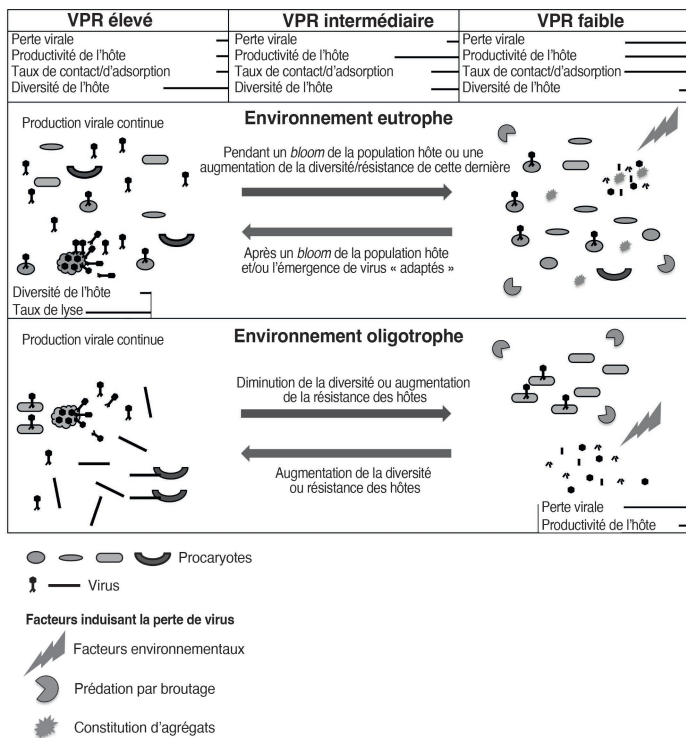 VPR élevé
Perte virale
Productivité de l'hôte
Taux de contact/d'adsorption
Diversité de l'hôte
VPR intermédiaire
Perte virale
Productivité de l'hôte
Taux de contact/d'adsorption
Diversité de l'hôte
VPR faible
Perte virale
Productivité de l'hôte
Taux de contact/d'adsorption
Diversité de l'hôte
Production virale continue
Environnement eutrophe
Pendant un bloom de la population hôte ou une
augmentation de la diversité/résistance de cette dernière
Après un bloom de la population hôte
et/ou l'émergence de virus « adaptés »
Diversité de l'hôte
Taux de lyse
Production virale continue
Environnement oligotrophe
Diminution de la diversité ou augmentation
de la résistance des hôtes
Augmentation de la diversité
ou résistance des hôtes
Perte virale
Productivité de l'hôte
Procaryotes
Virus
Facteurs induisant la perte de virus
Facteurs environnementaux
Prédation par broutage
Constitution d'agrégats